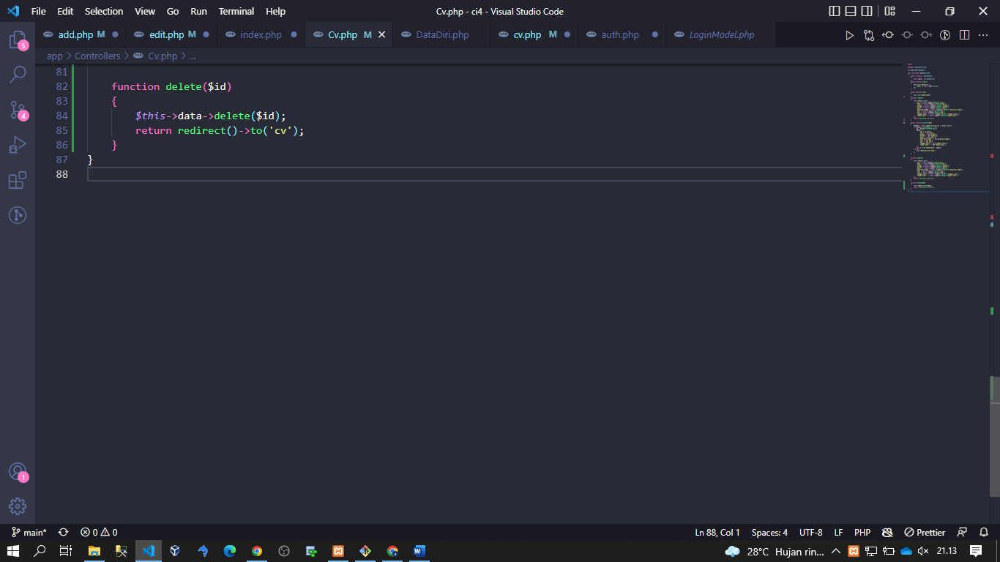 File Edit Selection View Go Run Terminal Help Cv.php - ci4 - Visual Studio Code
add.php M edit.php M index.php Cv.php M DataDiri.php cv.php M auth.php LoginModel.php
app > Controllers > Cv.php > ...
81
82 function delete($id)
83 {
84 $this->data->delete($id);
85 return redirect()->to('cv');
86 }
87 }
88
5
4
1
main* 0 0 Ln 88, Col 1 Spaces: 4 UTF-8 LF PHP Prettier
28°C Hujan rin... 21.13